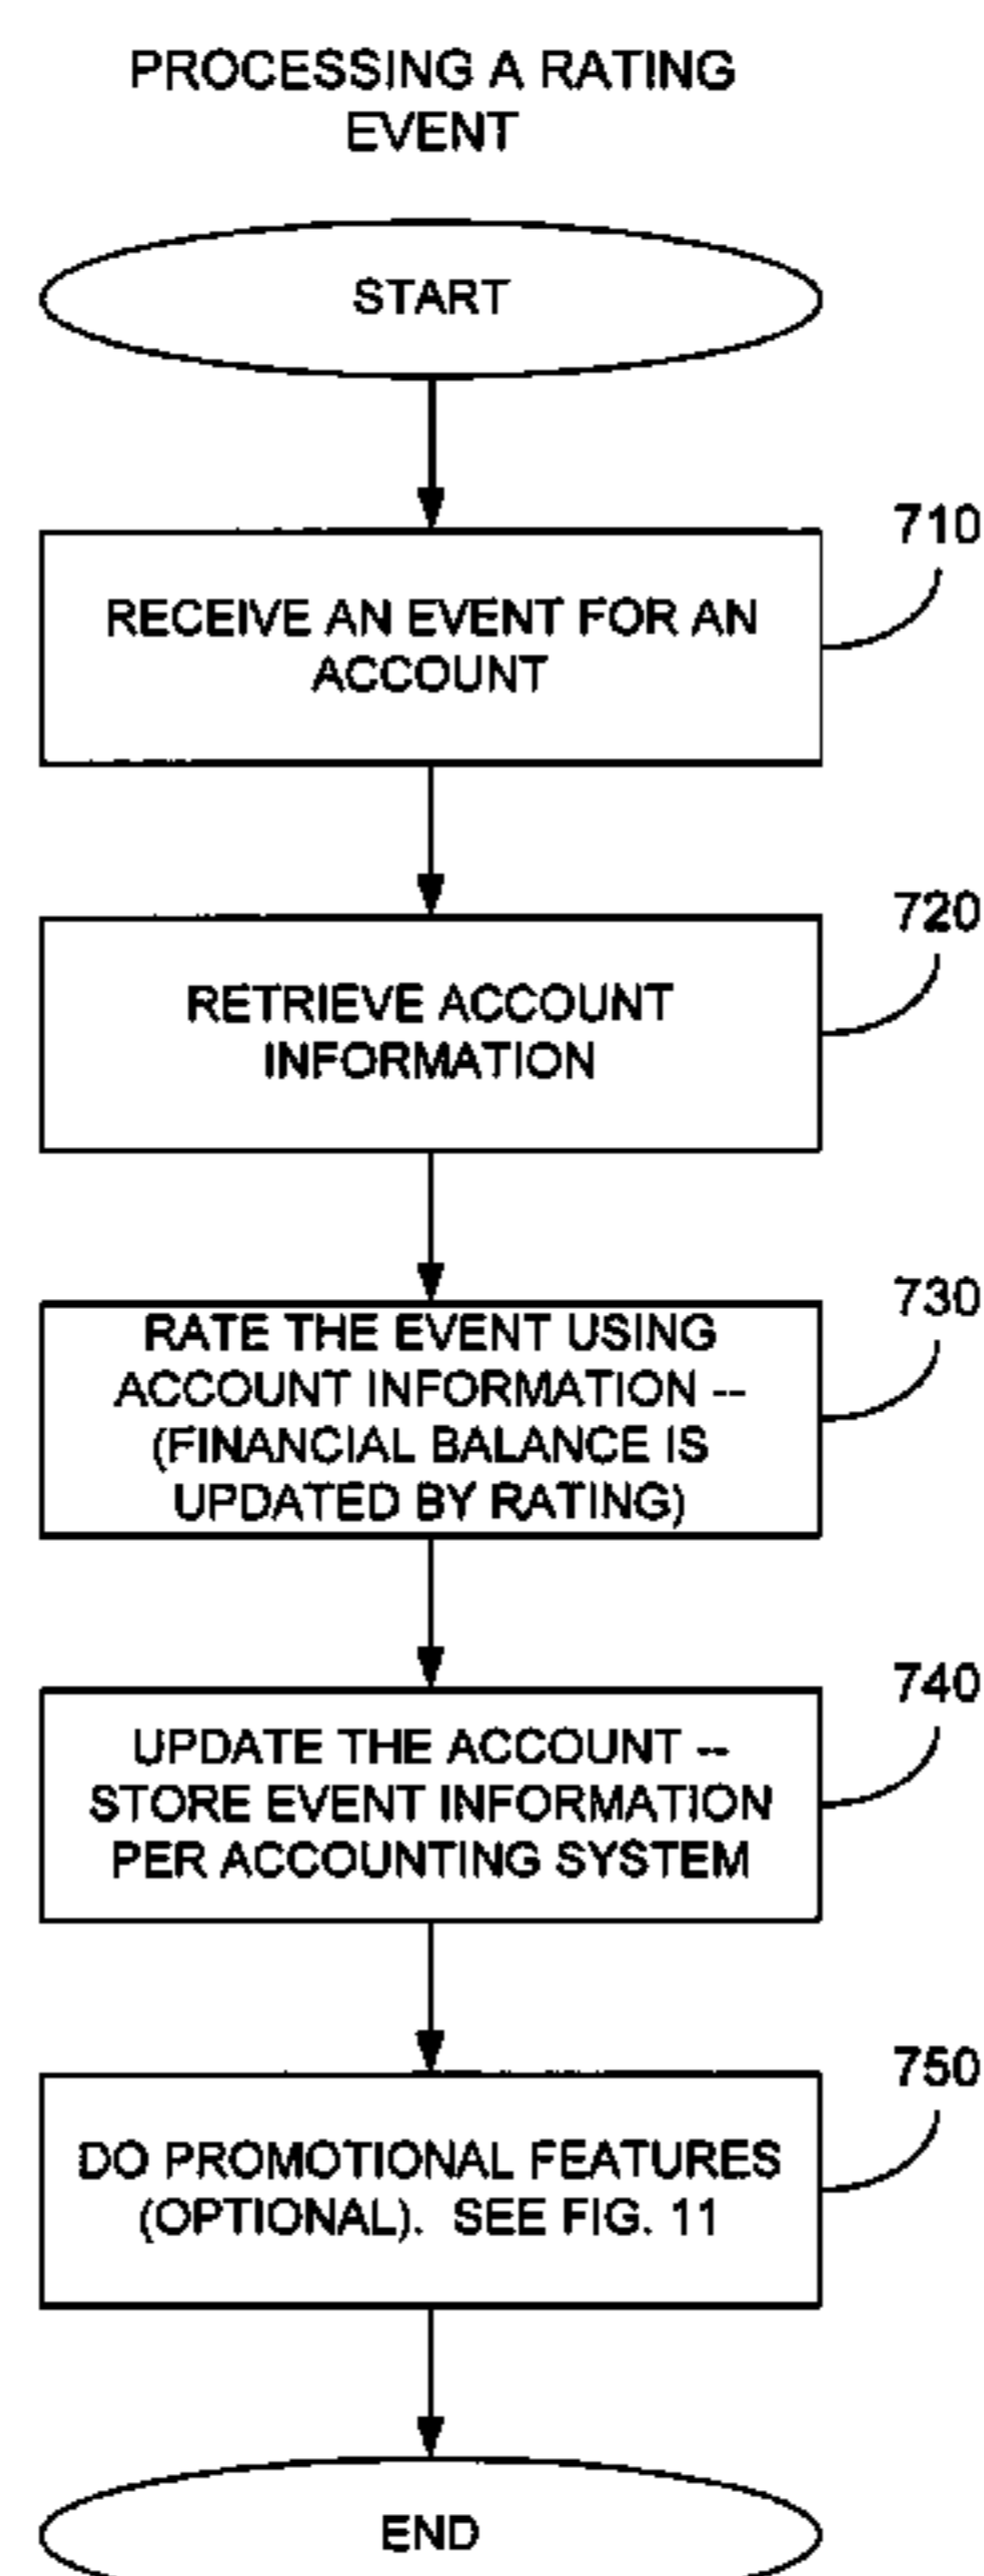 PROCESSING A RATING
EVENT
START
710
RECEIVE AN EVENT FOR AN
ACCOUNT
720
RETRIEVE ACCOUNT
INFORMATION
730
RATE THE EVENT USING
ACCOUNT INFORMATION --
(FINANCIAL BALANCE IS
UPDATED BY RATING)
740
UPDATE THE ACCOUNT --
STORE EVENT INFORMATION
PER ACCOUNTING SYSTEM
750
DO PROMOTIONAL FEATURES
(OPTIONAL). SEE FIG. 11
END